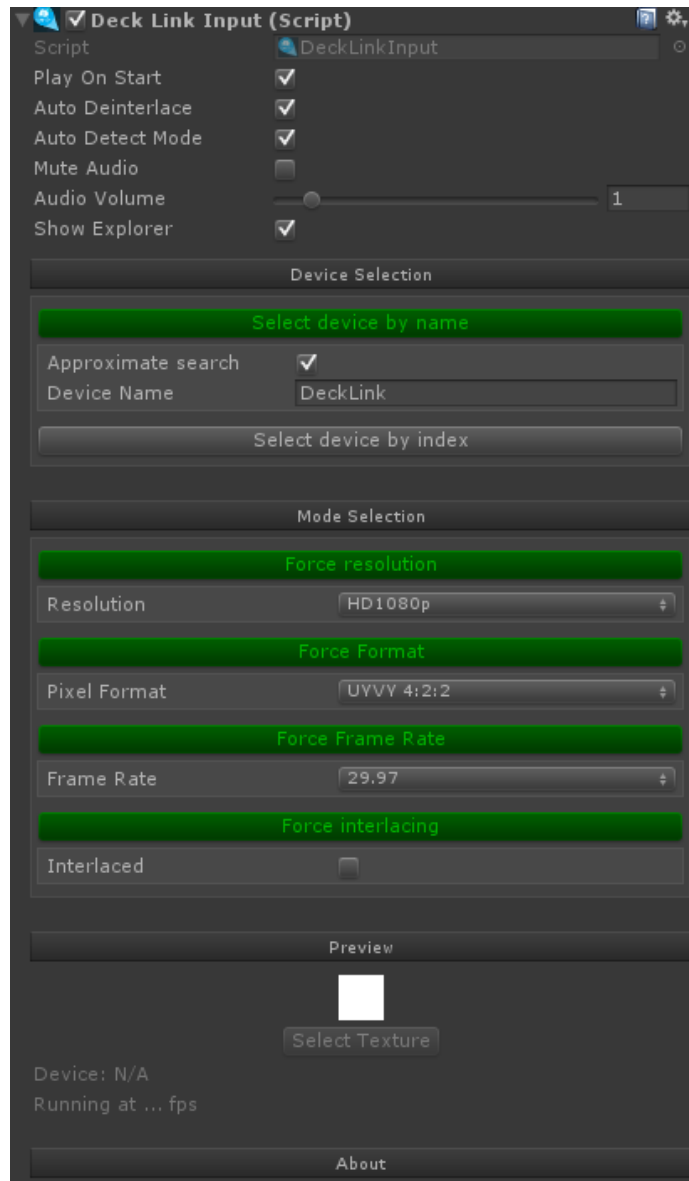 Deck Link Input (Script)
Script DeckLinkInput
Play On Start
Auto Deinterlace
Auto Detect Mode
Mute Audio
Audio Volume 1
Show Explorer
Device Selection
Select device by name
Approximate search
Device Name DeckLink
Select device by index
Mode Selection
Force resolution
Resolution HD1080p
Force Format
Pixel Format UYVY 4:2:2
Force Frame Rate
Frame Rate 29.97
Force interlacing
Interlaced
Preview
Select Texture
Device: N/A
Running at ... fps
About